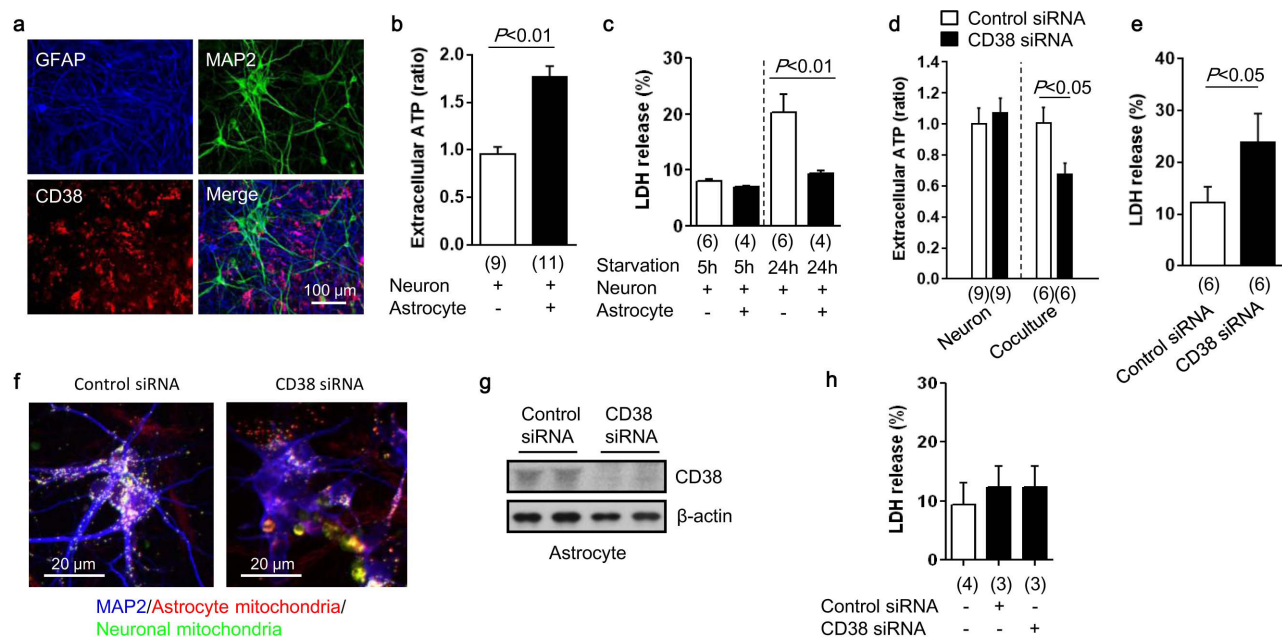 a
GFAP
MAP2
CD38
Merge
100 µm
b
P<0.01
Extracellular ATP (ratio)
2.0
1.5
1.0
0.5
0.0
(9) (11)
Neuron + +
Astrocyte - +
c
P<0.01
LDH release (%)
30
20
10
0
(6) (4) (6) (4)
Starvation 5h 5h 24h 24h
Neuron + + + +
Astrocyte - + - +
d
Control siRNA
CD38 siRNA
P<0.05
Extracellular ATP (ratio)
1.4
1.2
1.0
0.8
0.6
0.4
0.2
0.0
(9)(9) (6)(6)
Neuron
Coculture
e
P<0.05
LDH release (%)
40
30
20
10
0
(6) (6)
Control siRNA
CD38 siRNA
f
Control siRNA
CD38 siRNA
20 µm
20 µm
MAP2/Astrocyte mitochondria/
Neuronal mitochondria
g
Control
siRNA
CD38
siRNA
CD38
β-actin
Astrocyte
h
LDH release (%)
30
20
10
0
(4) (3) (3)
Control siRNA - + -
CD38 siRNA - - +